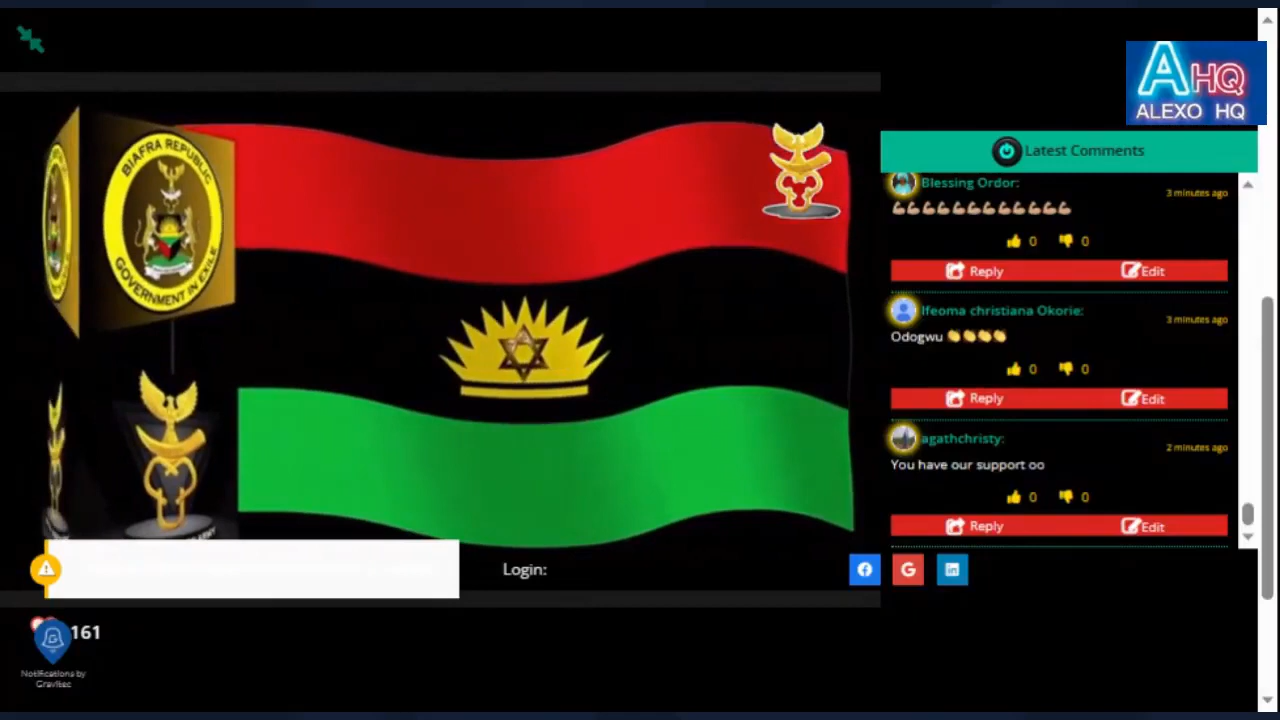 AHQ
ALEXO HQ
BIAFRA REPUBLIC
GOVERNMENT IN EXILE
Latest Comments
Blessing Ordor:
3 minutes ago
0
0
Reply
Edit
Ifeoma christiana Okorie:
3 minutes ago
Odogwu
0
0
Reply
Edit
agathchristy:
2 minutes ago
You have our support oo
0
0
Reply
Edit
Login:
161
Notifications by
Gravitec